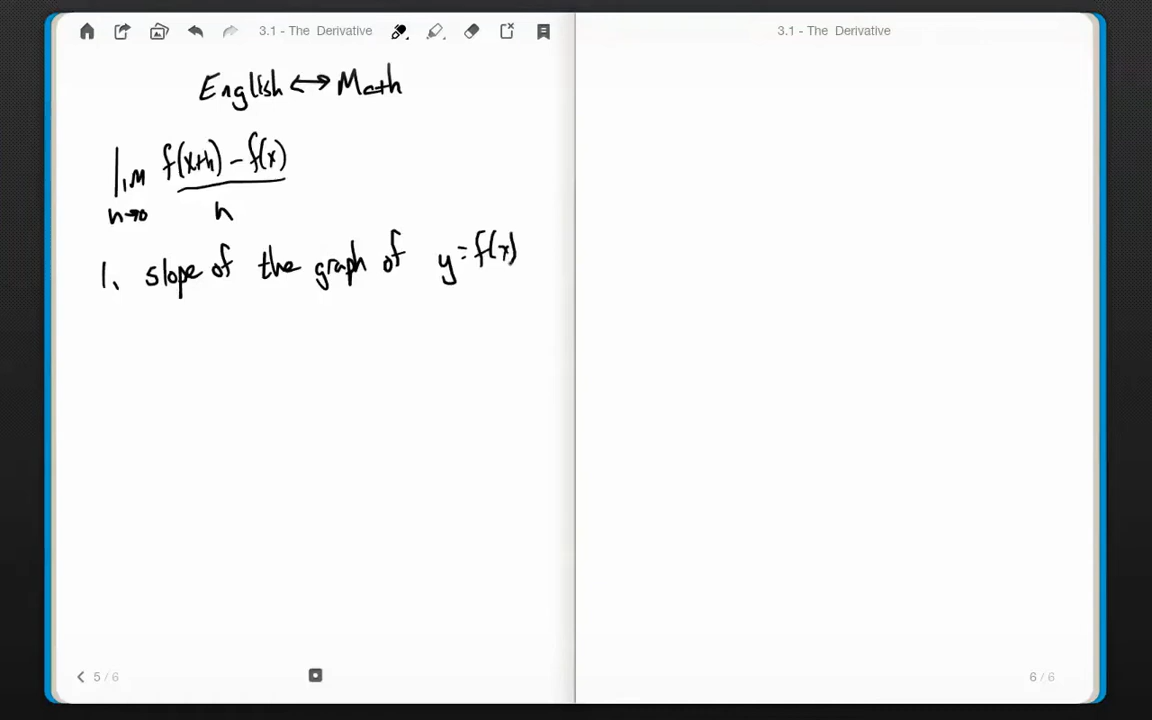 3.1 - The Derivative
English ↔ Math
lim f(x+h) - f(x)
h→0 h
1. slope of the graph of y = f(x)
5 / 6
3.1 - The Derivative
6 / 6